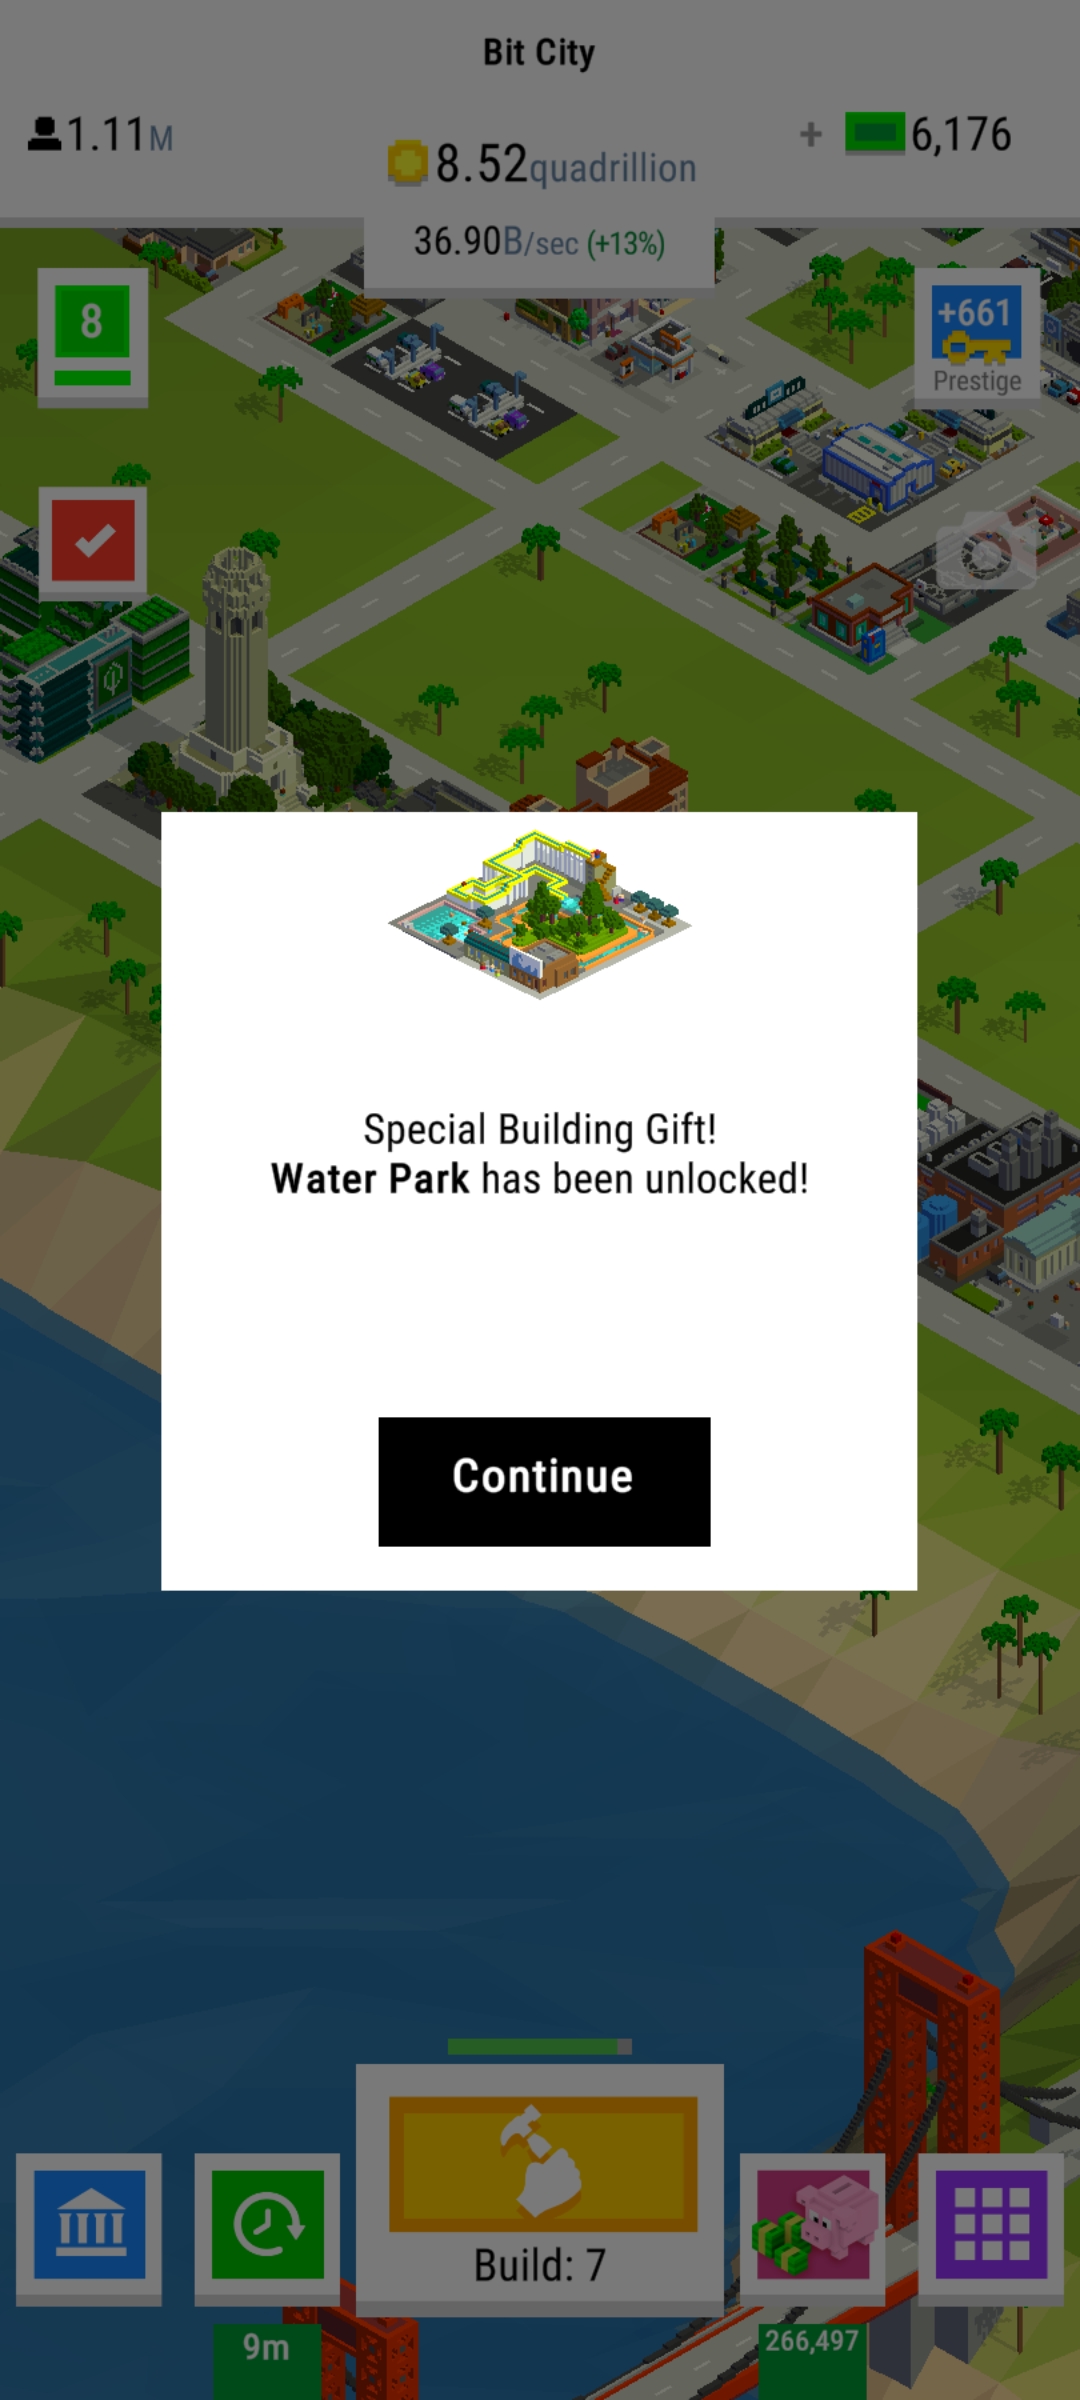 Bit City
1.11M
8.52quadrillion
+ 6,176
36.90B/sec (+13%)
8
+661
Prestige
Special Building Gift!
Water Park has been unlocked!
Continue
Build: 7
9m
266,497